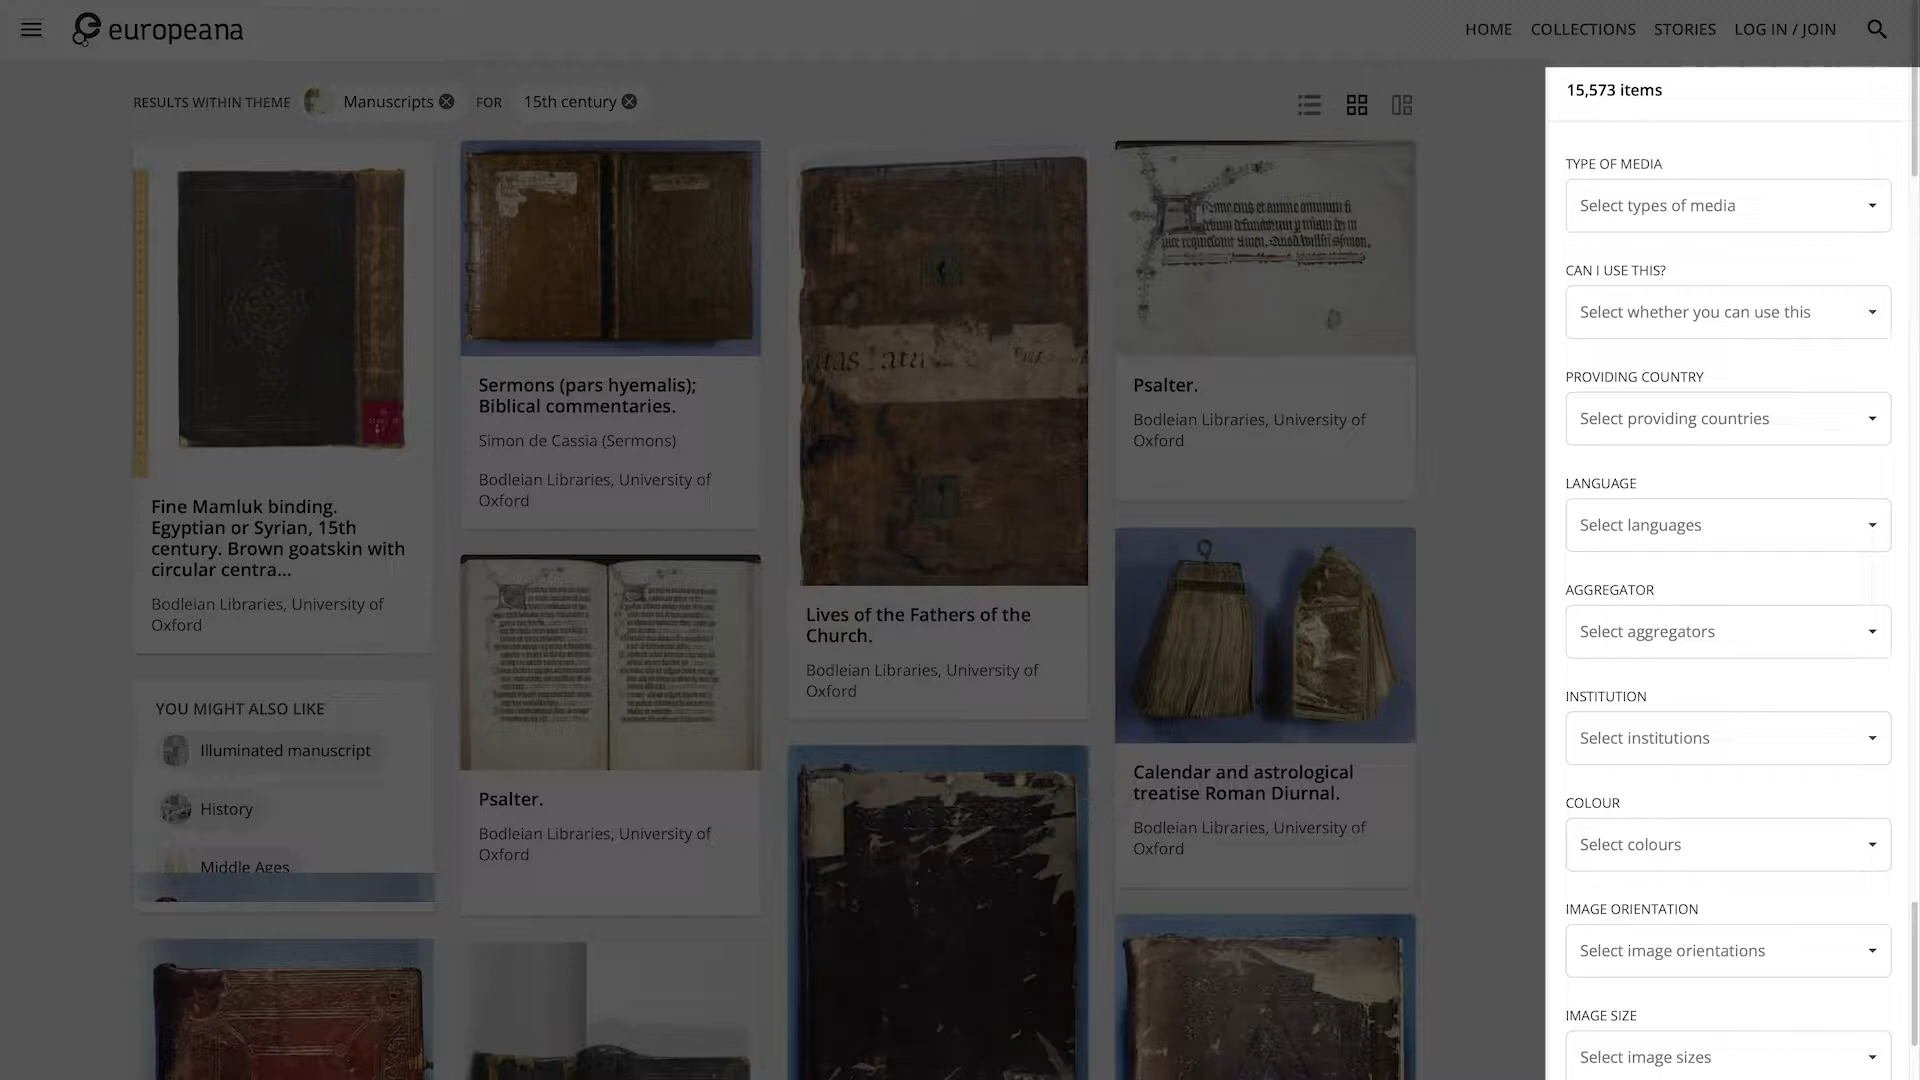 europeana
HOME COLLECTIONS STORIES LOG IN / JOIN
RESULTS WITHIN THEME Manuscripts FOR 15th century
15,573 items
TYPE OF MEDIA
Select types of media
CAN I USE THIS?
Select whether you can use this
PROVIDING COUNTRY
Select providing countries
LANGUAGE
Select languages
AGGREGATOR
Select aggregators
INSTITUTION
Select institutions
COLOUR
Select colours
IMAGE ORIENTATION
Select image orientations
IMAGE SIZE
Select image sizes
Fine Mamluk binding.
Egyptian or Syrian, 15th
century. Brown goatskin with
circular centra...
Bodleian Libraries, University of
Oxford
YOU MIGHT ALSO LIKE
Illuminated manuscript
History
Middle Ages
Sermons (pars hyemalis);
Biblical commentaries.
Simon de Cassia (Sermons)
Bodleian Libraries, University of
Oxford
Psalter.
Bodleian Libraries, University of
Oxford
Lives of the Fathers of the
Church.
Bodleian Libraries, University of
Oxford
Psalter.
Bodleian Libraries, University of
Oxford
Calendar and astrological
treatise Roman Diurnal.
Bodleian Libraries, University of
Oxford